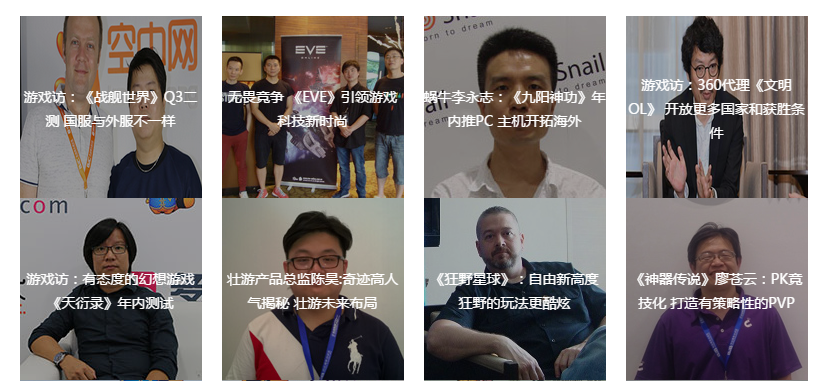 空中网
游戏访：《战舰世界》Q3二
测 国服与外服不一样
EVE
ONLINE
无畏竞争 《EVE》引领游戏
科技新时尚
Snail
orn to dream
Snail
蜗牛李永志：《九阳神功》年
内推PC 主机开拓海外
游戏访：360代理《文明
OL》 开放更多国家和获胜条
件
com
游戏访：有态度的幻想游戏
《天衍录》年内测试
壮游产品总监陈昊:奇迹高人
气揭秘 壮游未来布局
《狂野星球》：自由新高度
狂野的玩法更酷炫
《神器传说》廖苍云：PK竞
技化 打造有策略性的PVP